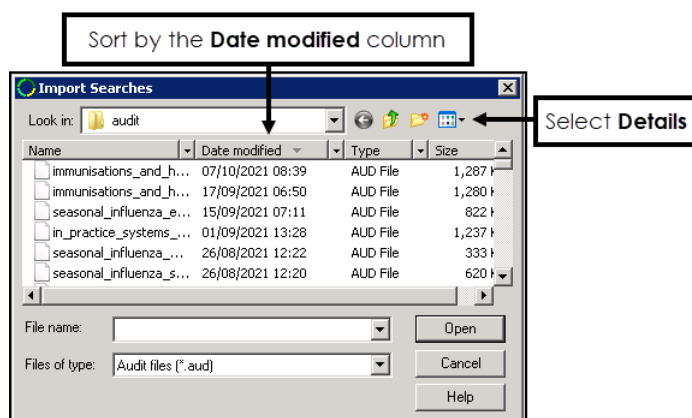 Sort by the Date modified column
Import Searches
Look in: audit
Select Details
Name Date modified Type Size
immunisations_and_h... 07/10/2021 08:39 AUD File 1,287
immunisations_and_h... 17/09/2021 06:50 AUD File 1,280
seasonal_influenza_e... 15/09/2021 07:11 AUD File 822
in_practice_systems_... 01/09/2021 13:28 AUD File 1,237
seasonal_influenza_... 26/08/2021 12:22 AUD File 333
seasonal_influenza_s... 26/08/2021 12:20 AUD File 620
File name: Open
Files of type: Audit files (*.aud) Cancel
Help